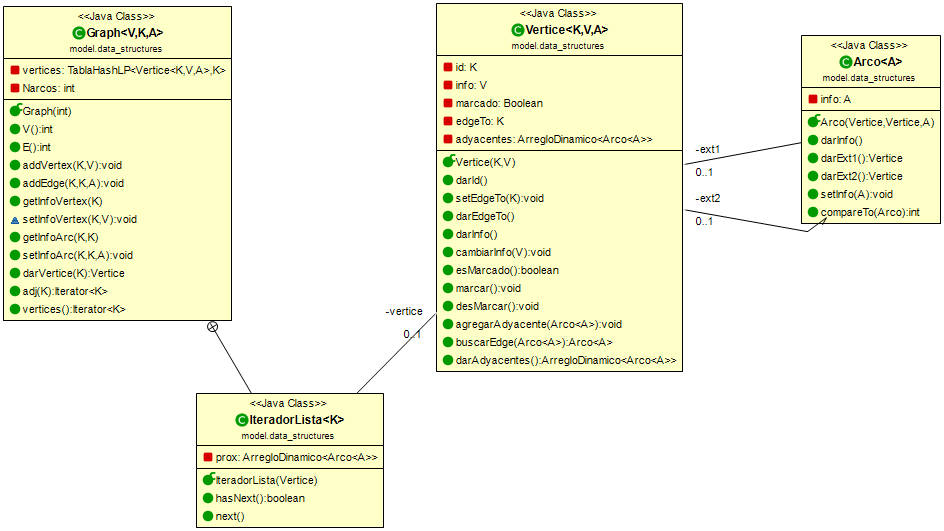 <<Java Class>>
Graph<V,K,A>
model.data_structures
vertices: TablaHashLP<Vertice<K,V,A>,K>
Narcos: int
Graph(int)
V():int
E():int
addVertex(K,V):void
addEdge(K,K,A):void
getInfoVertex(K)
setInfoVertex(K,V):void
getInfoArc(K,K)
setInfoArc(K,K,A):void
darVertice(K):Vertice
adj(K):Iterator<K>
vertices():Iterator<K>
<<Java Class>>
Vertice<K,V,A>
model.data_structures
id: K
info: V
marcado: Boolean
edgeTo: K
adyacentes: ArregloDinamico<Arco<A>>
Vertice(K,V)
darId()
setEdgeTo(K):void
darEdgeTo()
darInfo()
cambiarInfo(V):void
esMarcado():boolean
marcar():void
desMarcar():void
agregarAdyacente(Arco<A>):void
buscarEdge(Arco<A>):Arco<A>
darAdyacentes():ArregloDinamico<Arco<A>>
-ext1
0..1
-ext2
0..1
<<Java Class>>
Arco<A>
model.data_structures
info: A
Arco(Vertice,Vertice,A)
darInfo()
darExt1():Vertice
darExt2():Vertice
setInfo(A):void
compareTo(Arco):int
-vertice
0..1
<<Java Class>>
IteradorLista<K>
model.data_structures
prox: ArregloDinamico<Arco<A>>
IteradorLista(Vertice)
hasNext():boolean
next()